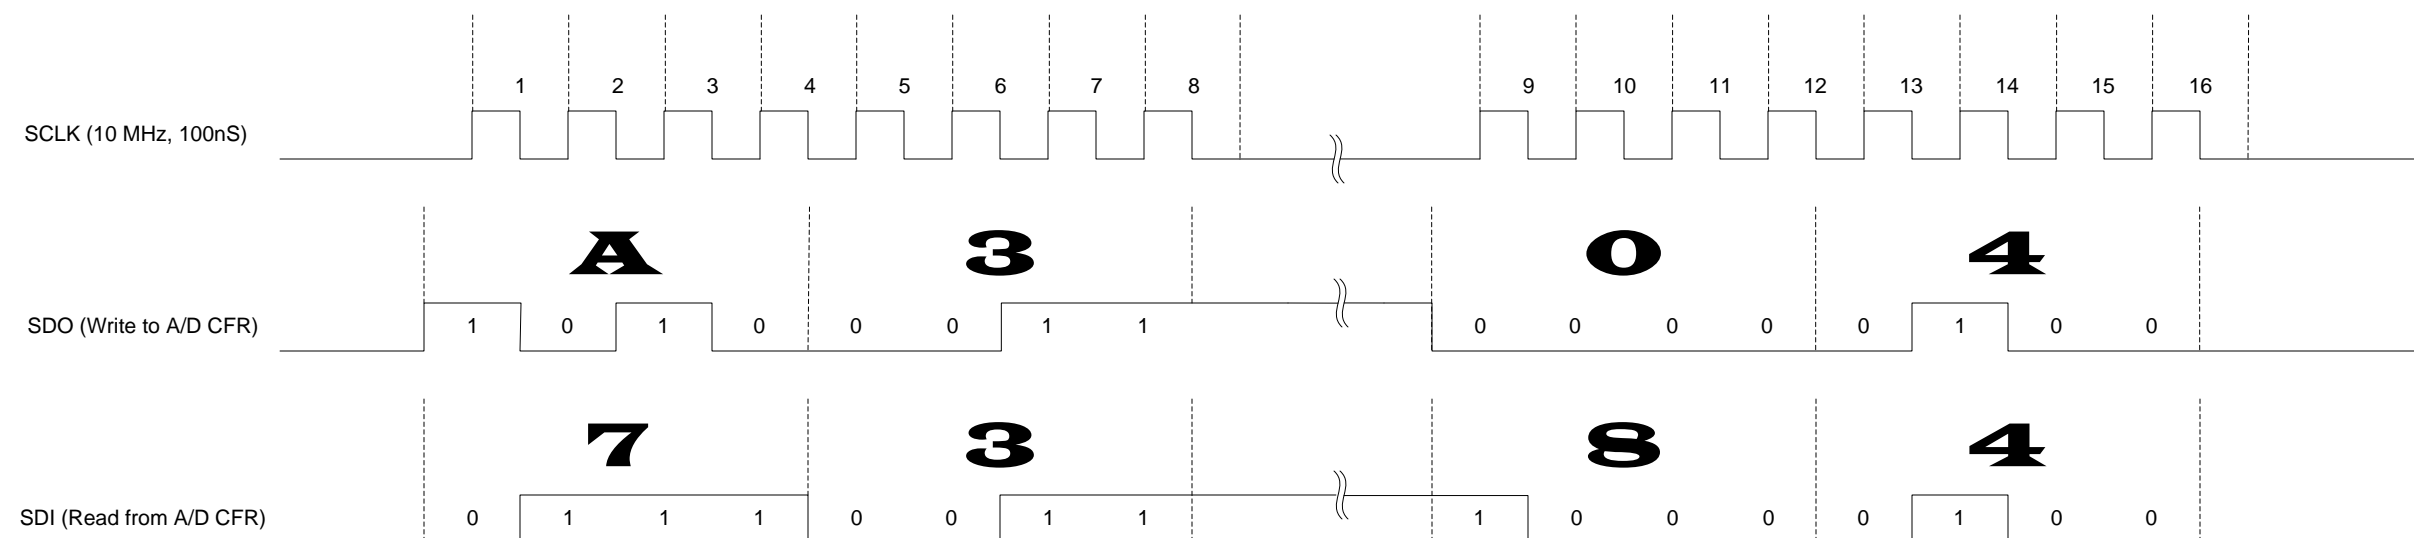 1 2 3 4 5 6 7 8 9 10 11 12 13 14 15 16
SCLK (10 MHz, 100nS)
A 3 0 4
SDO (Write to A/D CFR) 1 0 1 0 0 0 1 1 0 0 0 0 0 1 0 0
7 3 8 4
SDI (Read from A/D CFR) 0 1 1 1 0 0 1 1 1 0 0 0 0 1 0 0